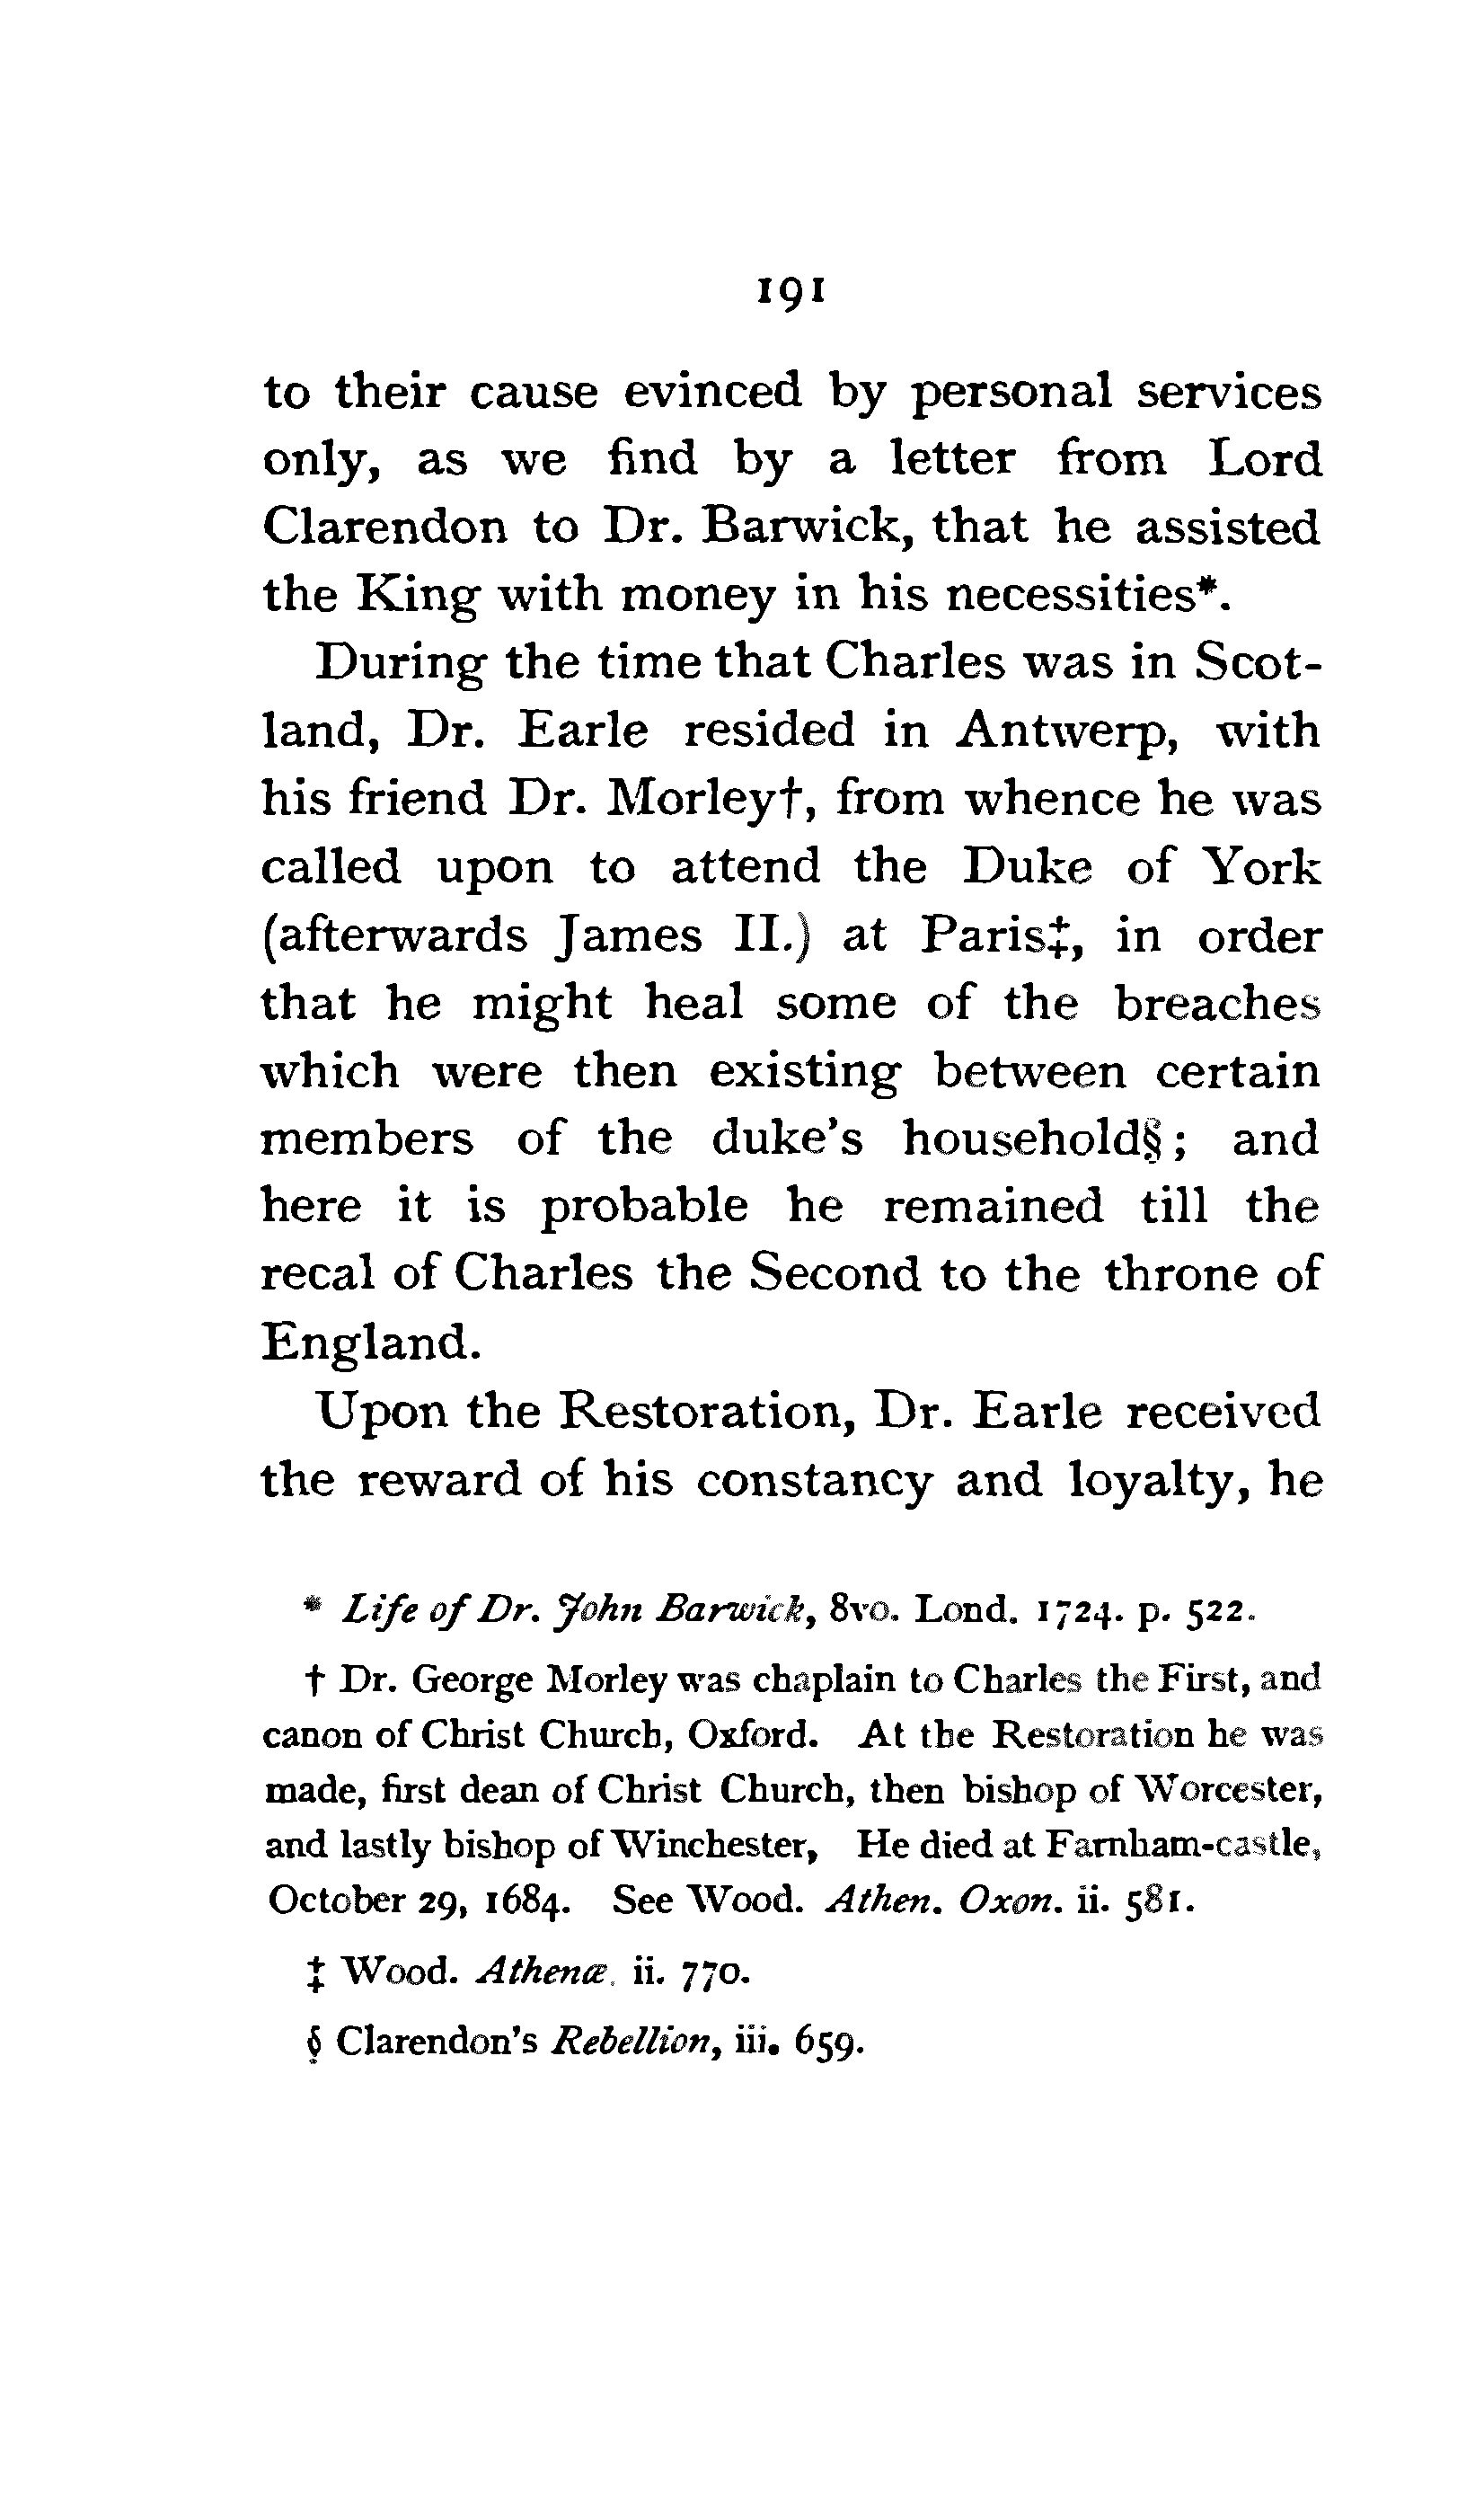 191
to their cause evinced by personal services
only, as we find by a letter from Lord
Clarendon to Dr. Barwick, that he assisted
the King with money in his necessities*.
During the time that Charles was in Scot-
land, Dr. Earle resided in Antwerp, with
his friend Dr. Morley†, from whence he was
called upon to attend the Duke of York
(afterwards James II.) at Paris‡, in order
that he might heal some of the breaches
which were then existing between certain
members of the duke's household§; and
here it is probable he remained till the
recal of Charles the Second to the throne of
England.
Upon the Restoration, Dr. Earle received
the reward of his constancy and loyalty, he
* Life of Dr. John Barwick, 8vo. Lond. 1724. p. 522.
† Dr. George Morley was chaplain to Charles the First, and
canon of Christ Church, Oxford. At the Restoration he was
made, first dean of Christ Church, then bishop of Worcester,
and lastly bishop of Winchester, He died at Farnham-castle,
October 29, 1684. See Wood. Athen. Oxon. ii. 581.
‡ Wood. Athenæ. ii. 770.
§ Clarendon's Rebellion, iii. 659.